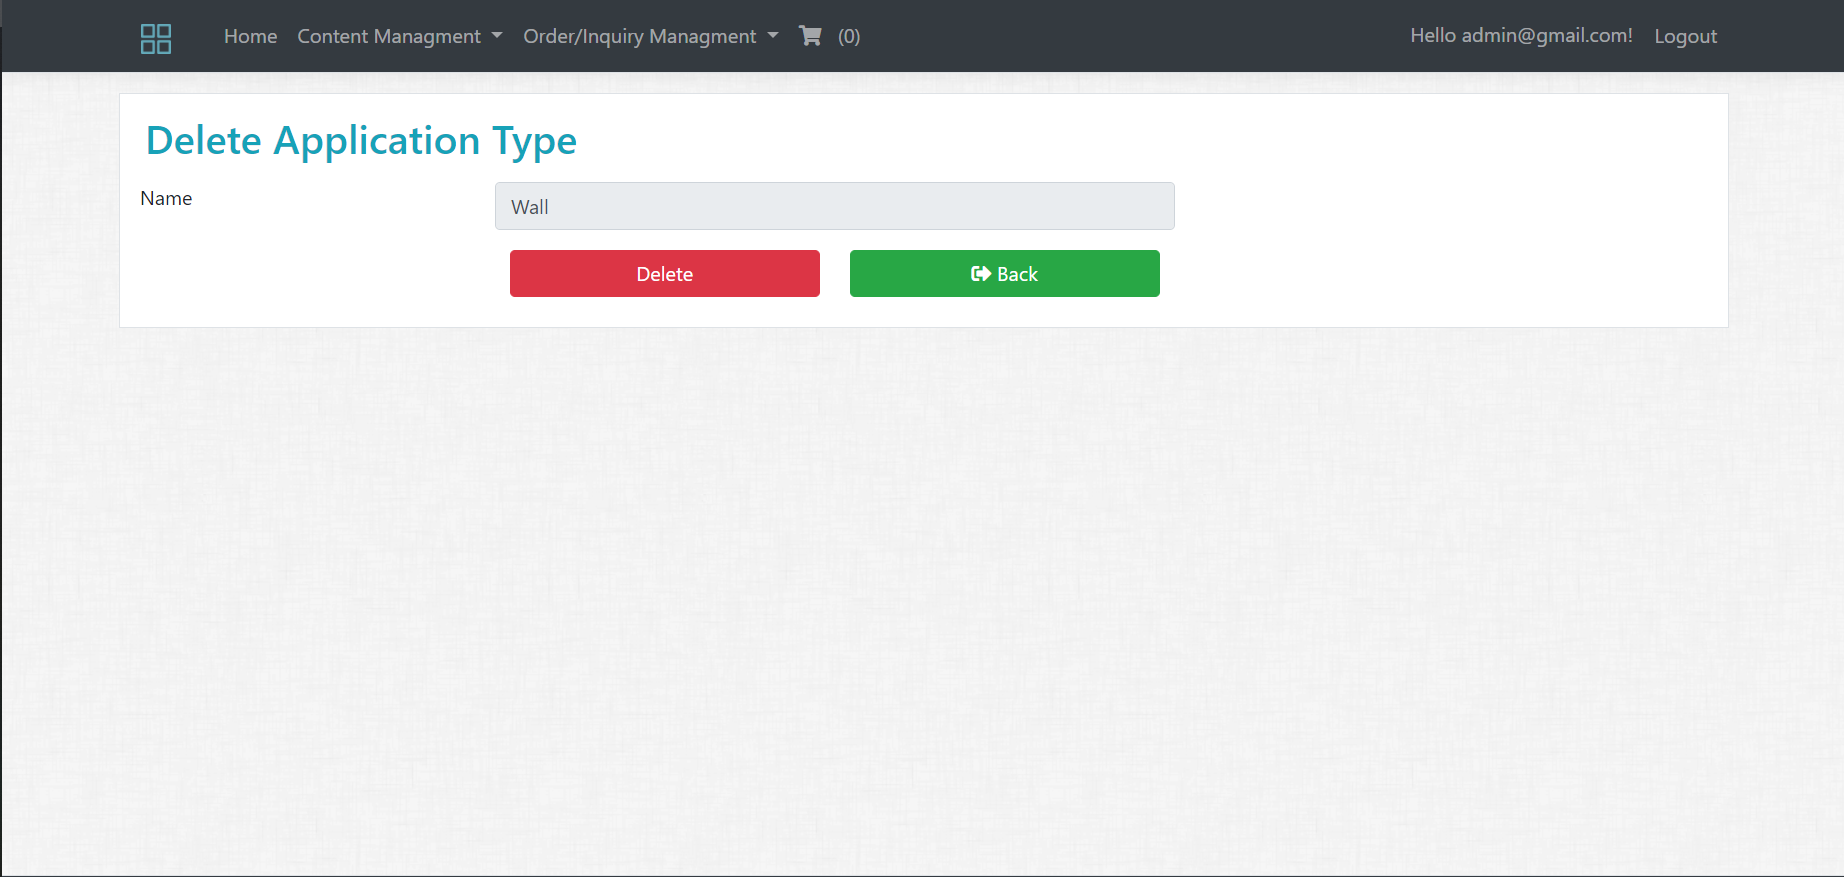 Home Content Managment Order/Inquiry Managment (0) Hello admin@gmail.com! Logout
Delete Application Type
Name Wall
Delete Back